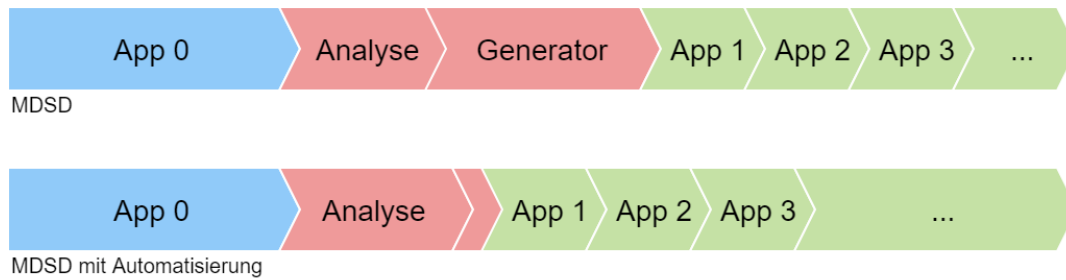 App 0 Analyse Generator App 1 App 2 App 3 ...
MDSD
App 0 Analyse App 1 App 2 App 3 ...
MDSD mit Automatisierung